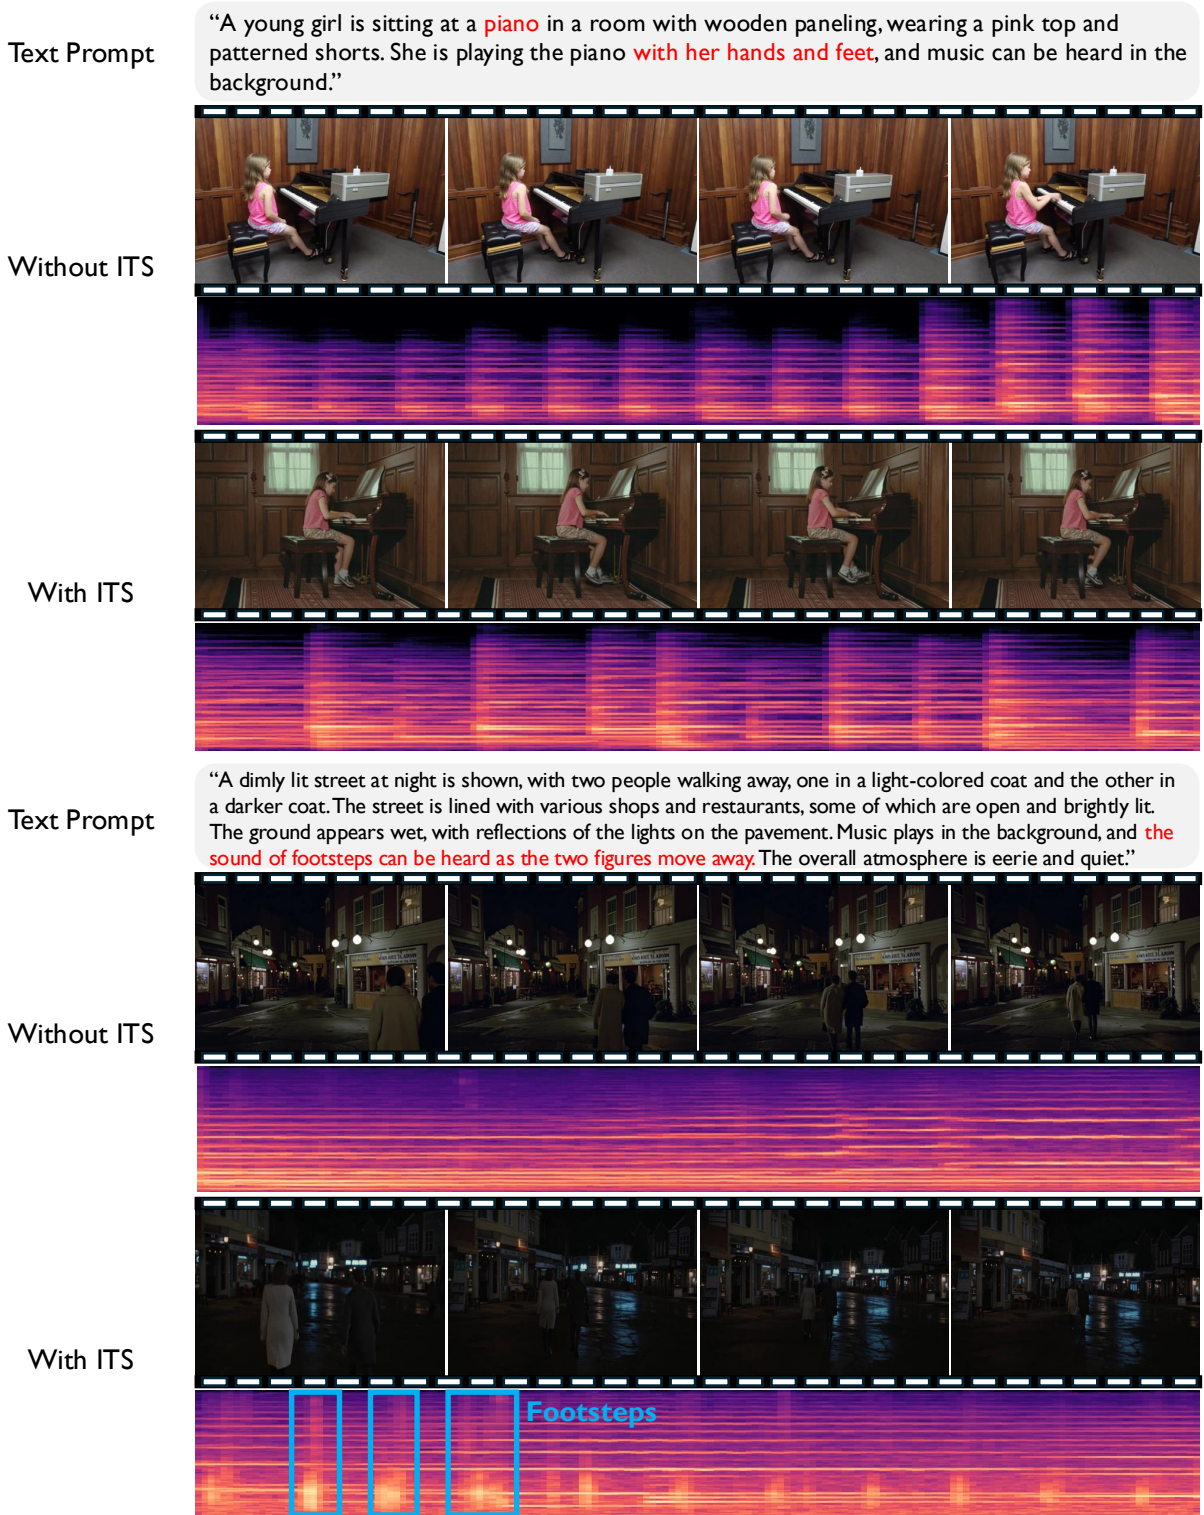 Text Prompt
“A young girl is sitting at a piano in a room with wooden paneling, wearing a pink top and
patterned shorts. She is playing the piano with her hands and feet, and music can be heard in the
background.”
Without ITS
With ITS
Text Prompt
“A dimly lit street at night is shown, with two people walking away, one in a light-colored coat and the other in
a darker coat. The street is lined with various shops and restaurants, some of which are open and brightly lit.
The ground appears wet, with reflections of the lights on the pavement. Music plays in the background, and the
sound of footsteps can be heard as the two figures move away. The overall atmosphere is eerie and quiet.”
Without ITS
With ITS
Footsteps